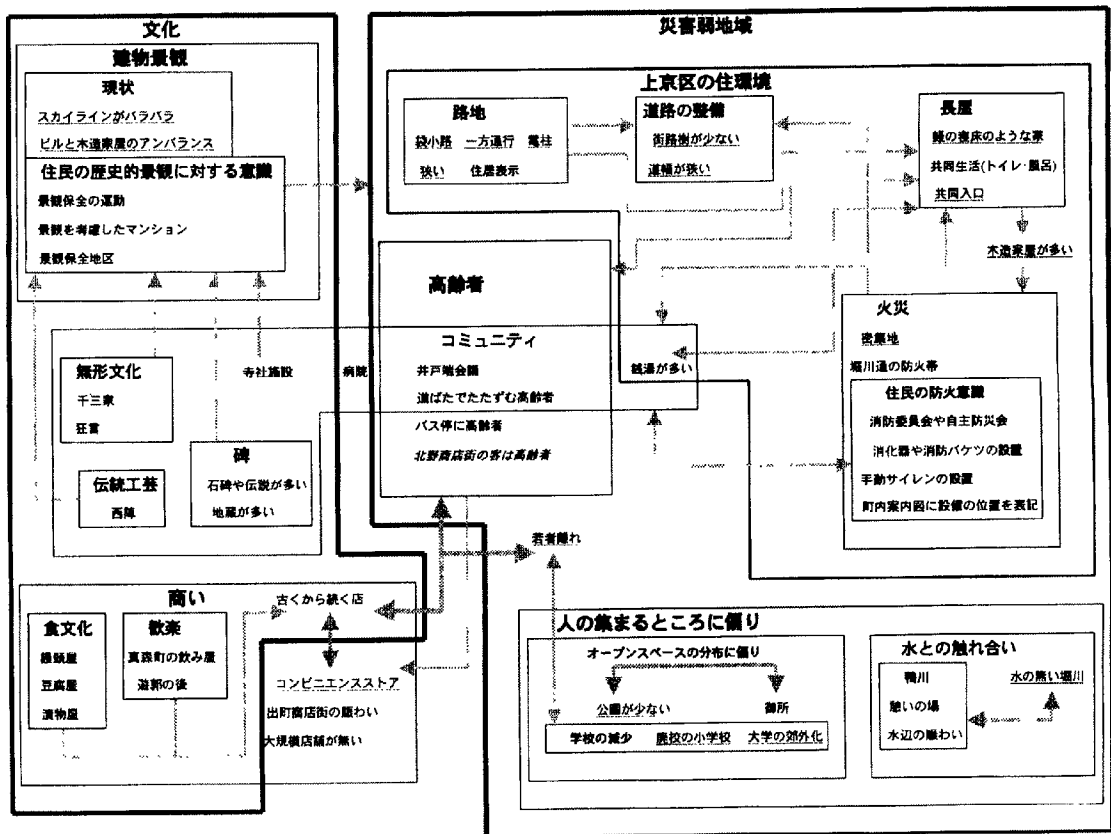 文化
建物景観
現状
スカイラインがバラバラ
ビルと木造家屋のアンバランス
住民の歴史的景観に対する意識
景観保全の運動
景観を考慮したマンション
景観保全地区
無形文化
千三家
狂言
寺社施設
病院
伝統工芸
西陣
碑
石碑や伝説が多い
地蔵が多い
商い
食文化
饅頭屋
豆腐屋
漬物屋
歓楽
真盛町の飲み屋
遊郭の後
古くから続く店
コンビニエンスストア
出町商店街の賑わい
大規模店舗が無い
災害弱地域
上京区の住環境
路地
袋小路 一方通行 電柱
狭い 住居表示
道路の整備
街路樹が少ない
道幅が狭い
長屋
鰻の寝床のような家
共同生活(トイレ・風呂)
共同入口
木造家屋が多い
高齢者
コミュニティ
井戸端会議
道ばたでたたずむ高齢者
バス停に高齢者
北野商店街の客は高齢者
銭湯が多い
火災
密集地
堀川通の防火帯
住民の防火意識
消防委員会や自主防災会
消化器や消防バケツの設置
手動サイレンの設置
町内案内図に設備の位置を表記
若者離れ
人の集まるところに偏り
オープンスペースの分布に偏り
公園が少ない
御所
学校の減少 廃校の小学校 大学の郊外化
水との触れ合い
鴨川
憩いの場
水辺の賑わい
水の無い堀川